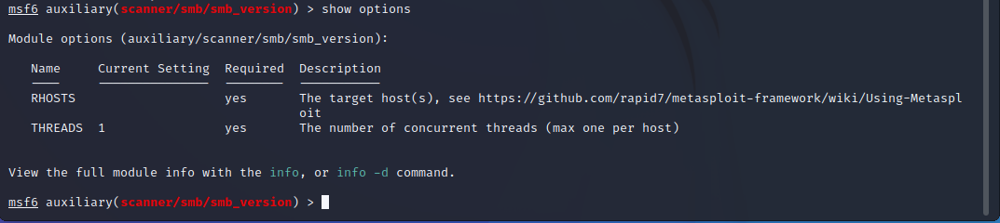 msf6 auxiliary(scanner/smb/smb_version) > show options
Module options (auxiliary/scanner/smb/smb_version):
Name Current Setting Required Description
RHOSTS yes The target host(s), see https://github.com/rapid7/metasploit-framework/wiki/Using-Metaspl
oit
THREADS 1 yes The number of concurrent threads (max one per host)
View the full module info with the info, or info -d command.
msf6 auxiliary(scanner/smb/smb_version) >